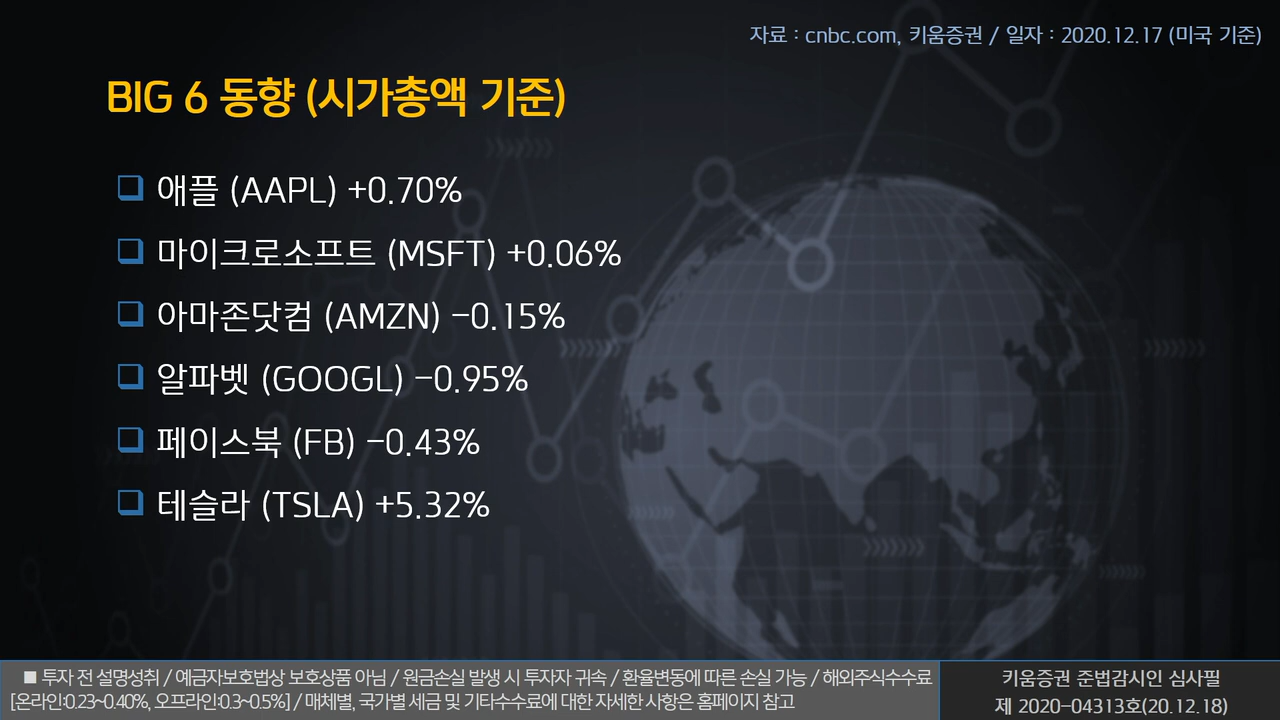 자료 : cnbc.com, 키움증권 / 일자 : 2020.12.17 (미국 기준)
BIG 6 동향 (시가총액 기준)
❑ 애플 (AAPL) +0.70%
❑ 마이크로소프트 (MSFT) +0.06%
❑ 아마존닷컴 (AMZN) −0.15%
❑ 알파벳 (GOOGL) −0.95%
❑ 페이스북 (FB) −0.43%
❑ 테슬라 (TSLA) +5.32%
■ 투자 전 설명성취 / 예금자보호법상 보호상품 아님 / 원금손실 발생 시 투자자 귀속 / 환율변동에 따른 손실 가능 / 해외주식수수료
[온라인:0.23~0.40%, 오프라인:0.3~0.5%] / 매체별, 국가별 세금 및 기타수수료에 대한 자세한 사항은 홈페이지 참고
키움증권 준법감시인 심사필
제 2020-04313호(20.12.18)